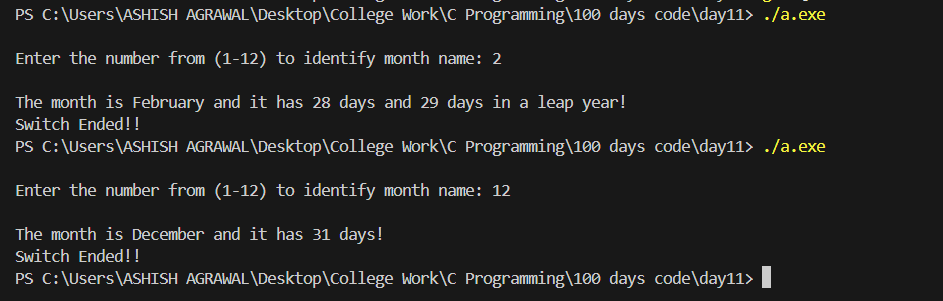 PS C:\Users\ASHISH AGRAWAL\Desktop\College Work\C Programming\100 days code\day11> ./a.exe
Enter the number from (1-12) to identify month name: 2
The month is February and it has 28 days and 29 days in a leap year!
Switch Ended!!
PS C:\Users\ASHISH AGRAWAL\Desktop\College Work\C Programming\100 days code\day11> ./a.exe
Enter the number from (1-12) to identify month name: 12
The month is December and it has 31 days!
Switch Ended!!
PS C:\Users\ASHISH AGRAWAL\Desktop\College Work\C Programming\100 days code\day11>